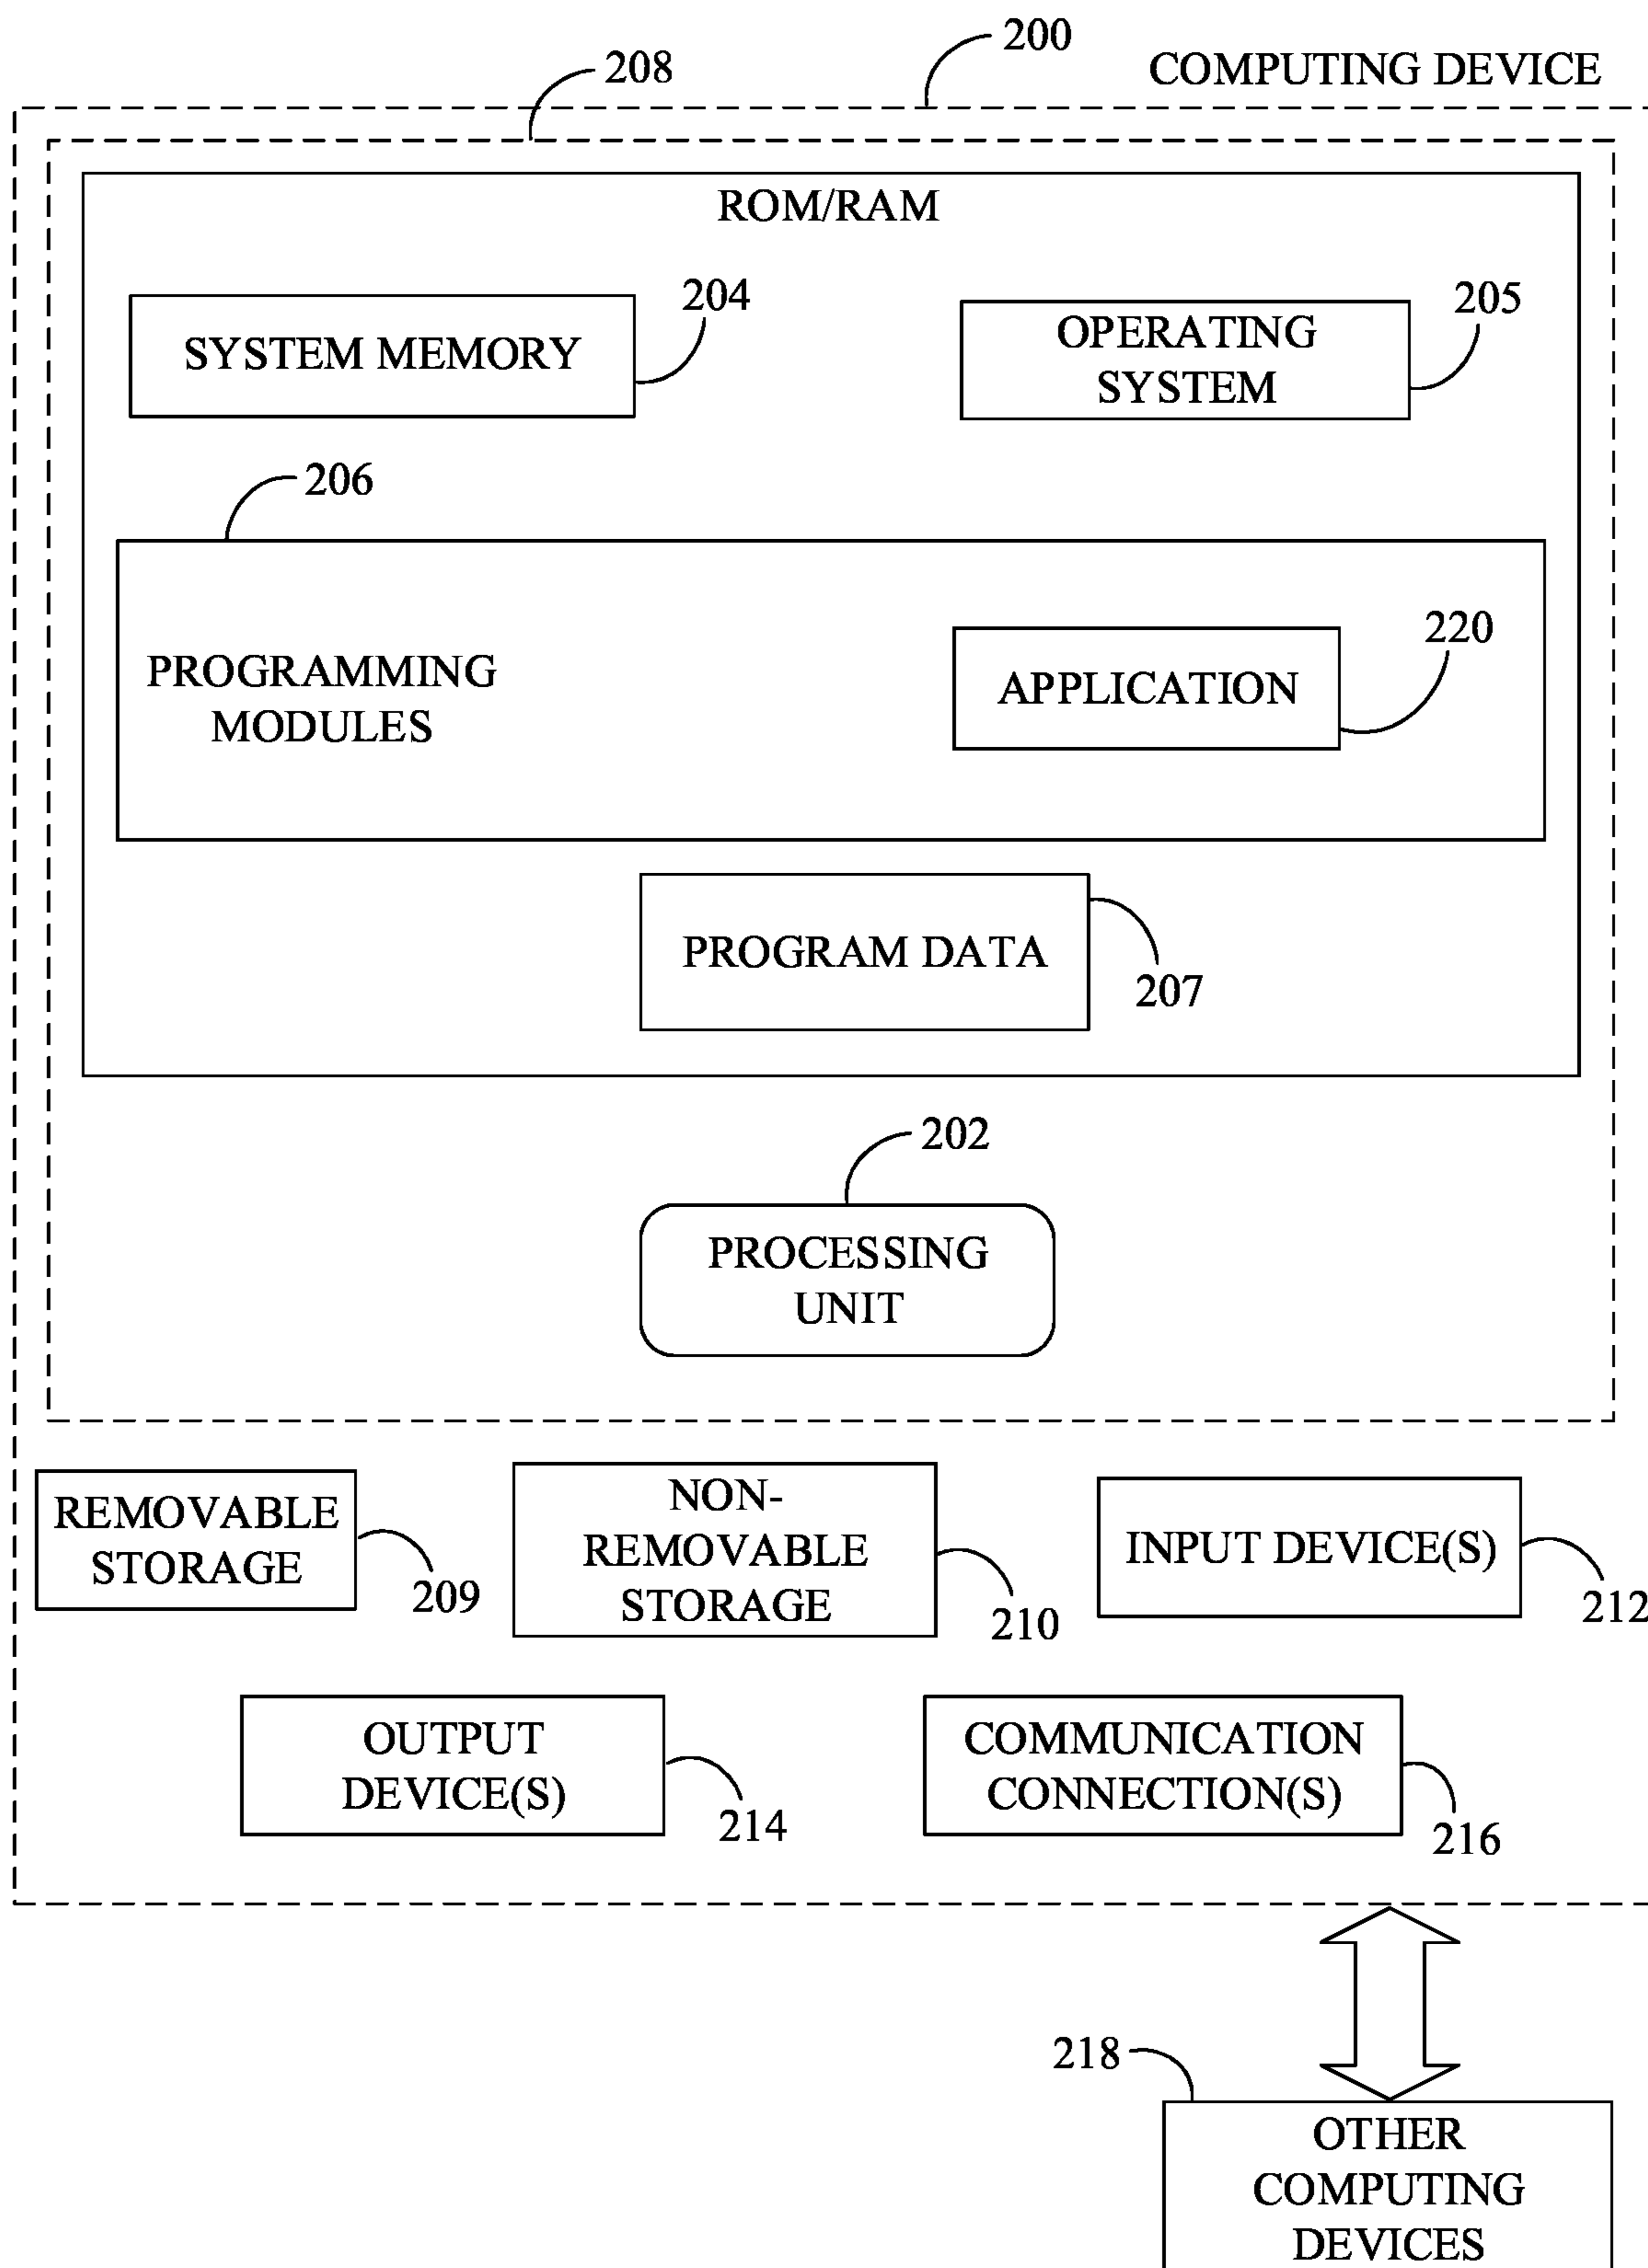 200
COMPUTING DEVICE
208
ROM/RAM
204
SYSTEM MEMORY
205
OPERATING
SYSTEM
206
PROGRAMMING
MODULES
220
APPLICATION
PROGRAM DATA
207
202
PROCESSING
UNIT
REMOVABLE
STORAGE
209
NON-
REMOVABLE
STORAGE
210
INPUT DEVICE(S)
212
OUTPUT
DEVICE(S)
214
COMMUNICATION
CONNECTION(S)
216
218
OTHER
COMPUTING
DEVICES